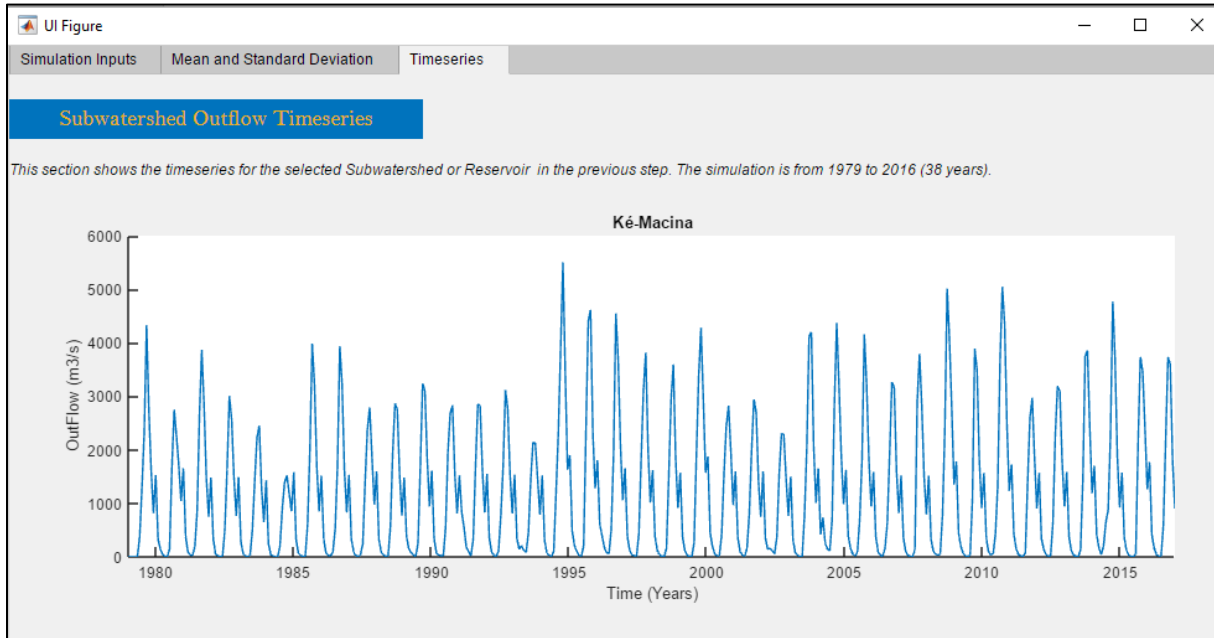 UI Figure
Simulation Inputs Mean and Standard Deviation Timeseries
Subwatershed Outflow Timeseries
This section shows the timeseries for the selected Subwatershed or Reservoir in the previous step. The simulation is from 1979 to 2016 (38 years).
Ké-Macina
6000
5000
4000
3000
2000
1000
0
OutFlow (m3/s)
1980 1985 1990 1995 2000 2005 2010 2015
Time (Years)